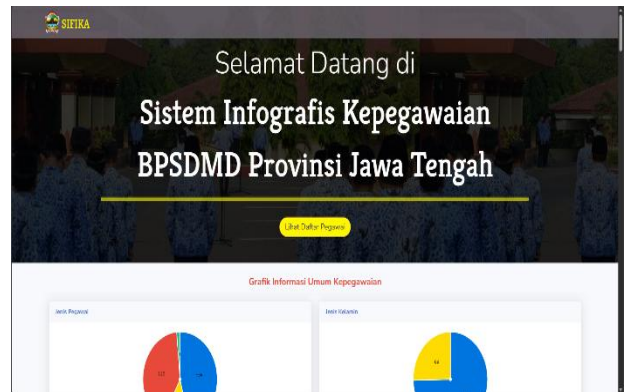 SIFIKA
Selamat Datang di
Sistem Infografis Kepegawaian
BPSDMD Provinsi Jawa Tengah
Lihat Daftar Pegawai
Grafik Informasi Umum Kepegawaian
Jenis Pegawai
Jenis Kelamin